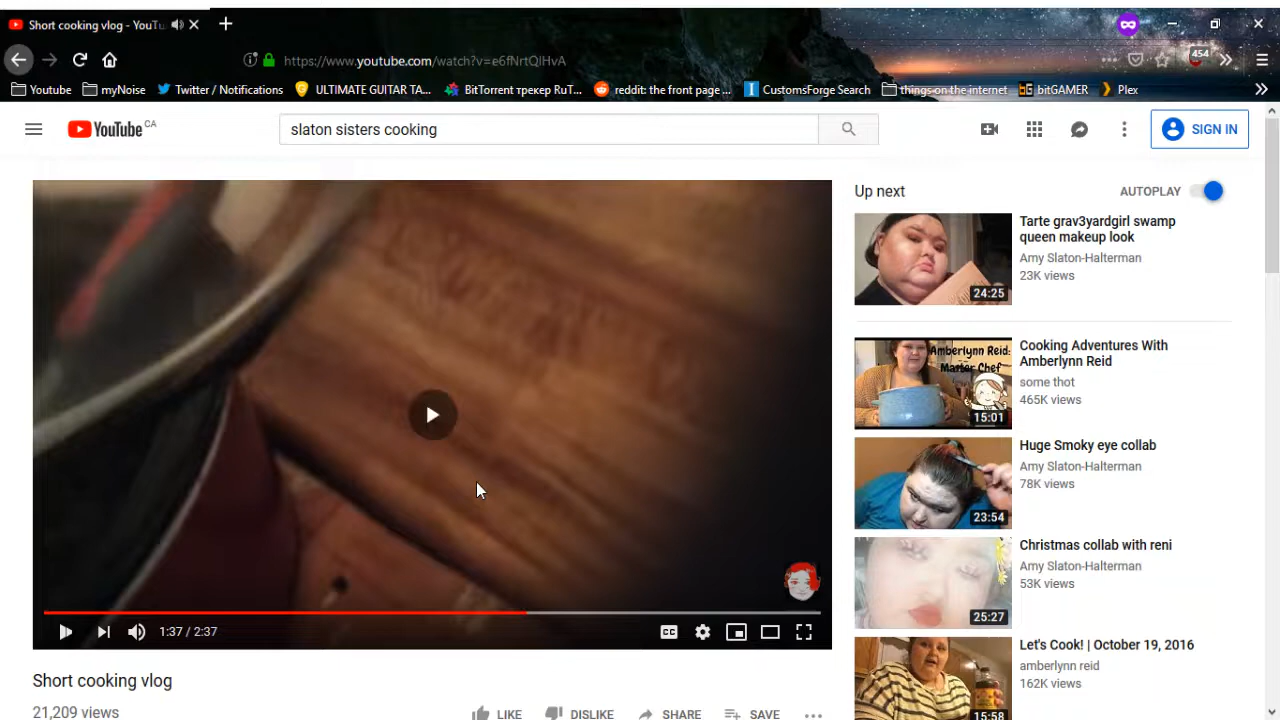 Short cooking vlog - YouTu
454
https://www.youtube.com/watch?v=e6fNrtQlHvA
Youtube
myNoise
Twitter / Notifications
ULTIMATE GUITAR TA...
BitTorrent трекер RuT...
reddit: the front page ...
CustomsForge Search
things on the internet
bG
bitGAMER
Plex
YouTube CA
slaton sisters cooking
SIGN IN
Up next
AUTOPLAY
Tarte grav3yardgirl swamp
queen makeup look
Amy Slaton-Halterman
23K views
24:25
Cooking Adventures With
Amberlynn Reid
some thot
465K views
Amberlynn Reid:
Master Chef
15:01
Huge Smoky eye collab
Amy Slaton-Halterman
78K views
23:54
Christmas collab with reni
Amy Slaton-Halterman
53K views
25:27
Let's Cook! | October 19, 2016
amberlynn reid
162K views
15:58
1:37 / 2:37
CC
Short cooking vlog
21,209 views
LIKE
DISLIKE
SHARE
SAVE